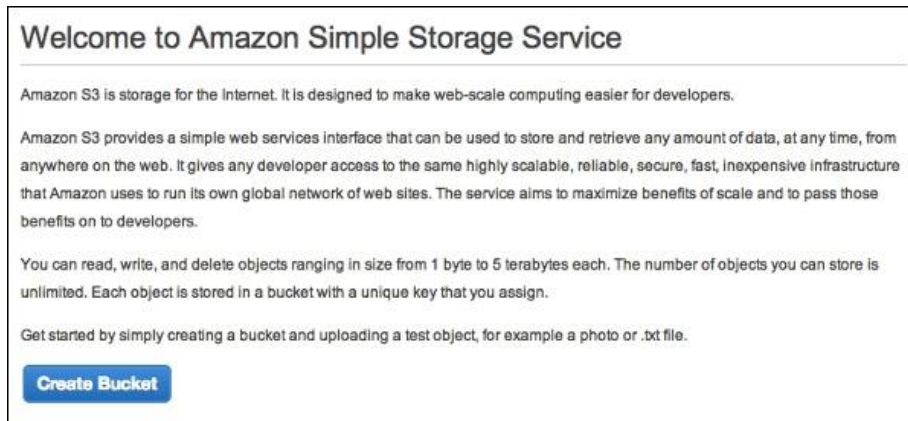 Welcome to Amazon Simple Storage Service
Amazon S3 is storage for the Internet. It is designed to make web-scale computing easier for developers.
Amazon S3 provides a simple web services interface that can be used to store and retrieve any amount of data, at any time, from
anywhere on the web. It gives any developer access to the same highly scalable, reliable, secure, fast, inexpensive infrastructure
that Amazon uses to run its own global network of web sites. The service aims to maximize benefits of scale and to pass those
benefits on to developers.
You can read, write, and delete objects ranging in size from 1 byte to 5 terabytes each. The number of objects you can store is
unlimited. Each object is stored in a bucket with a unique key that you assign.
Get started by simply creating a bucket and uploading a test object, for example a photo or .txt file.
Create Bucket